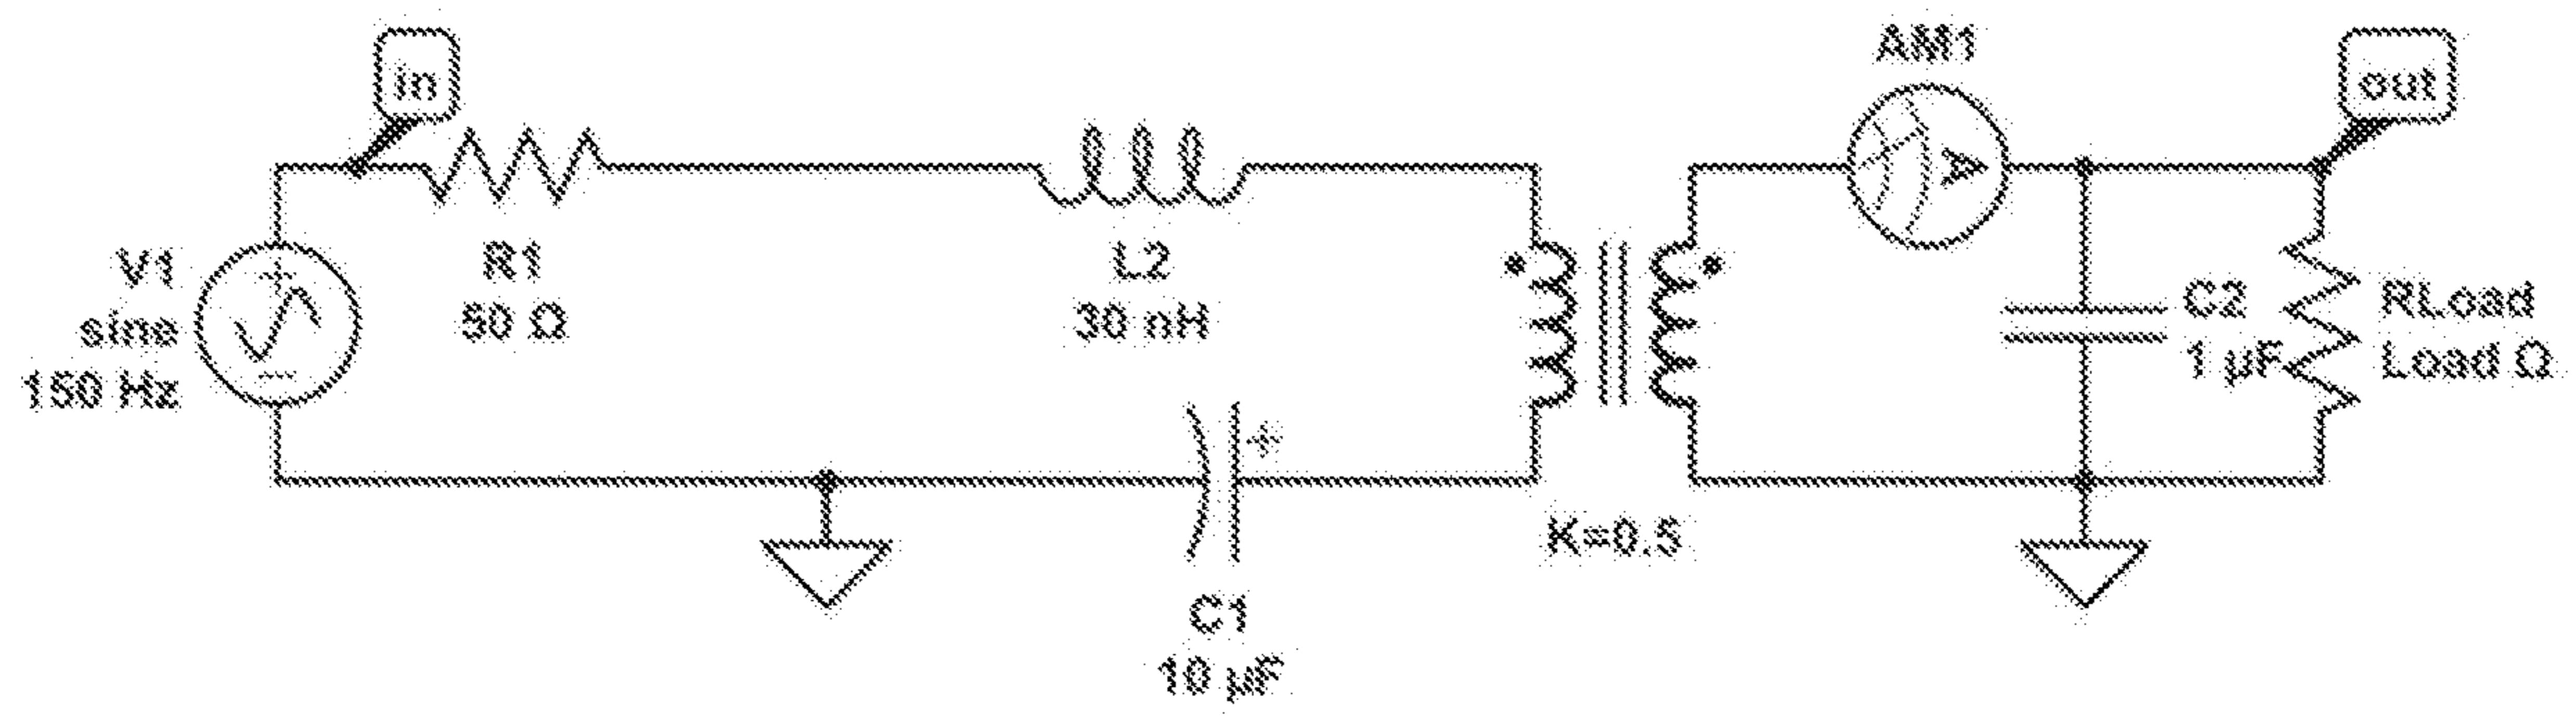 in
AM1
out
V1
sine
150 Hz
R1
50 Ω
L2
30 nH
C2
1 µF
RLoad
Load Ω
K=0.5
C1
10 µF